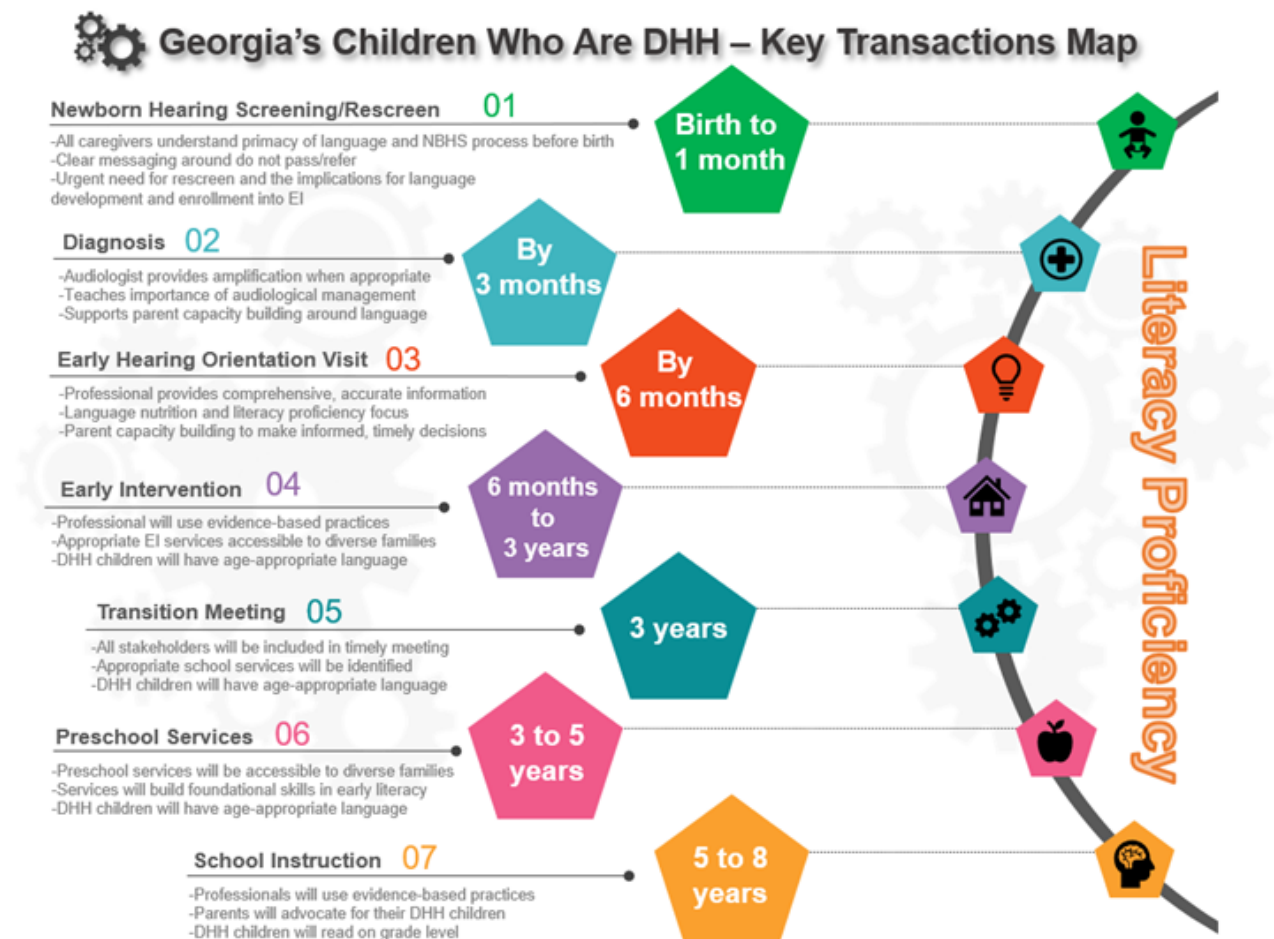 Georgia's Children Who Are DHH – Key Transactions Map
Newborn Hearing Screening/Rescreen 01
-All caregivers understand primacy of language and NBHS process before birth
-Clear messaging around do not pass/refer
-Urgent need for rescreen and the implications for language
development and enrollment into EI
Birth to
1 month
Diagnosis 02
-Audiologist provides amplification when appropriate
-Teaches importance of audiological management
-Supports parent capacity building around language
By
3 months
Early Hearing Orientation Visit 03
-Professional provides comprehensive, accurate information
-Language nutrition and literacy proficiency focus
-Parent capacity building to make informed, timely decisions
By
6 months
Early Intervention 04
-Professional will use evidence-based practices
-Appropriate EI services accessible to diverse families
-DHH children will have age-appropriate language
6 months
to
3 years
Transition Meeting 05
-All stakeholders will be included in timely meeting
-Appropriate school services will be identified
-DHH children will have age-appropriate language
3 years
Preschool Services 06
-Preschool services will be accessible to diverse families
-Services will build foundational skills in early literacy
-DHH children will have age-appropriate language
3 to 5
years
School Instruction 07
-Professionals will use evidence-based practices
-Parents will advocate for their DHH children
-DHH children will read on grade level
5 to 8
years
Literacy Proficiency